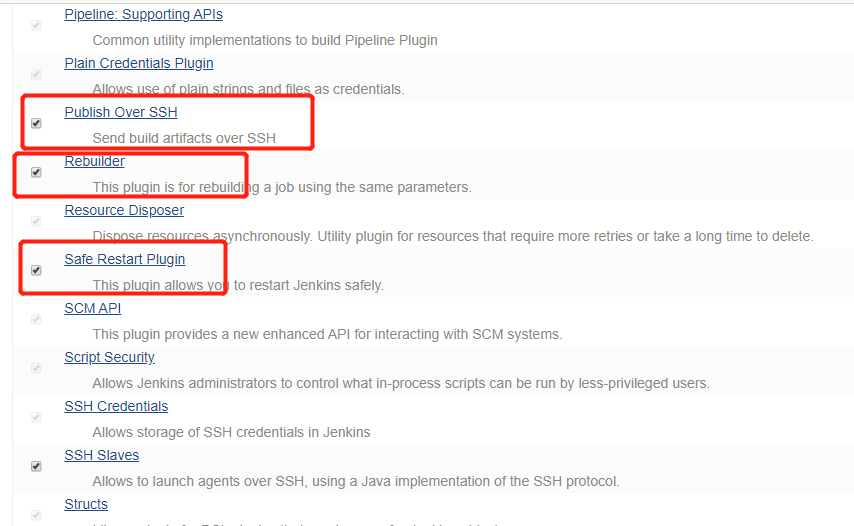 Pipeline: Supporting APIs
Common utility implementations to build Pipeline Plugin
Plain Credentials Plugin
Allows use of plain strings and files as credentials.
Publish Over SSH
Send build artifacts over SSH
Rebuilder
This plugin is for rebuilding a job using the same parameters.
Resource Disposer
Dispose resources asynchronously. Utility plugin for resources that require more retries or take a long time to delete.
Safe Restart Plugin
This plugin allows you to restart Jenkins safely.
SCM API
This plugin provides a new enhanced API for interacting with SCM systems.
Script Security
Allows Jenkins administrators to control what in-process scripts can be run by less-privileged users.
SSH Credentials
Allows storage of SSH credentials in Jenkins
SSH Slaves
Allows to launch agents over SSH, using a Java implementation of the SSH protocol.
Structs